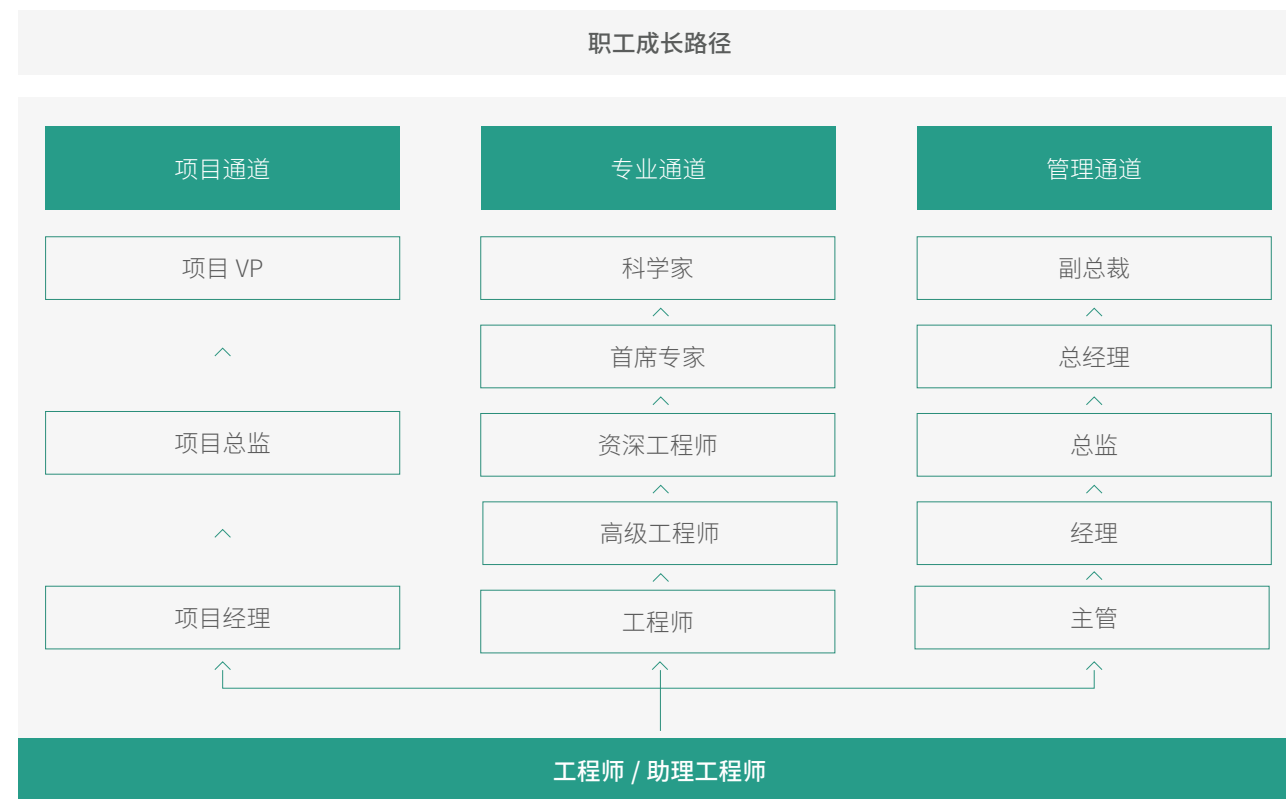 职工成长路径
项目通道
专业通道
管理通道
项目 VP
科学家
副总裁
首席专家
总经理
项目总监
资深工程师
总监
高级工程师
经理
项目经理
工程师
主管
工程师 / 助理工程师